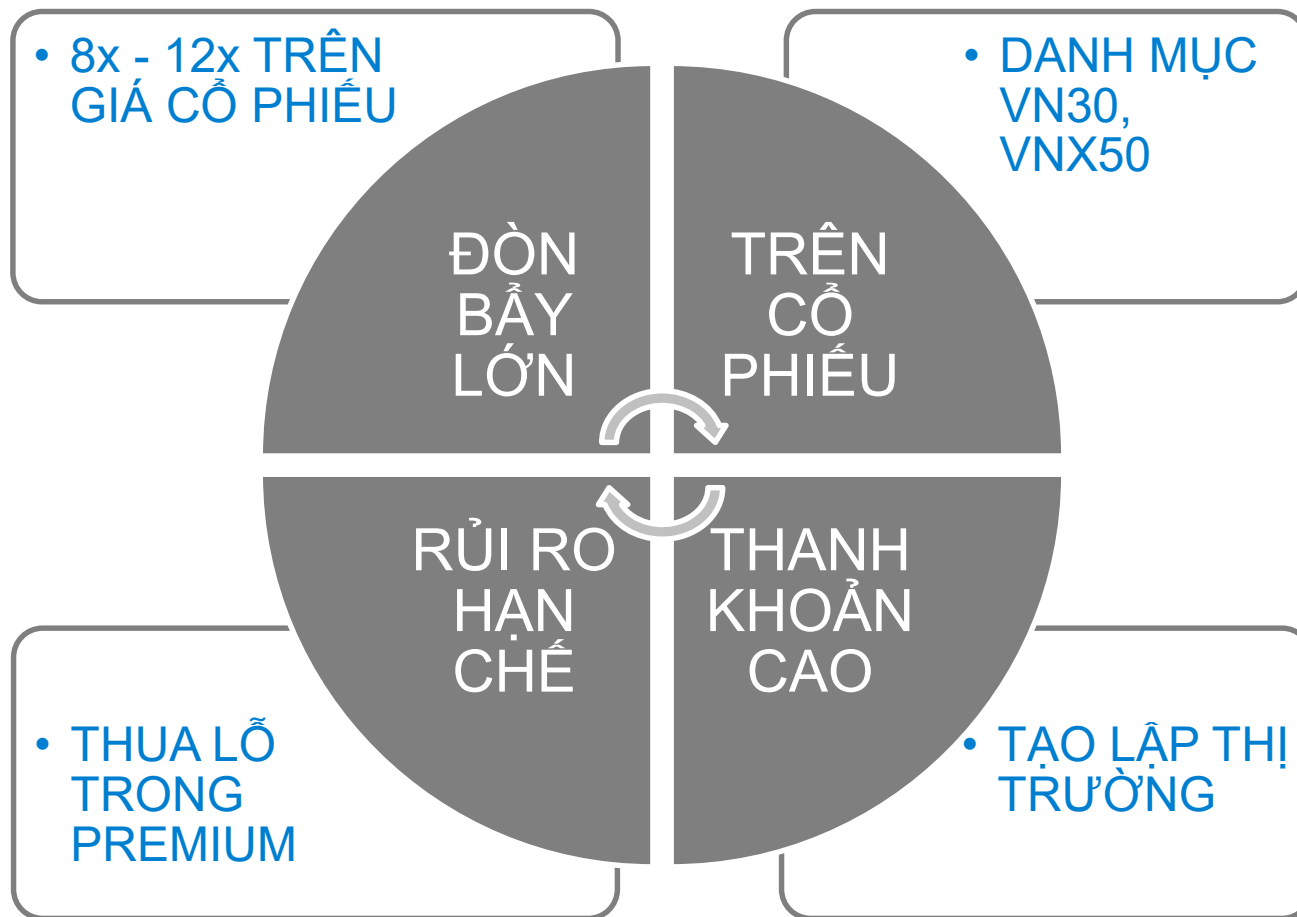 • 8x - 12x TRÊN
GIÁ CỔ PHIẾU
• DANH MỤC
VN30,
VNX50
ĐÒN
BẨY
LỚN
TRÊN
CỔ
PHIẾU
RỦI RO
HẠN
CHẾ
THANH
KHOẢN
CAO
• THUA LỖ
TRONG
PREMIUM
• TẠO LẬP THỊ
TRƯỜNG